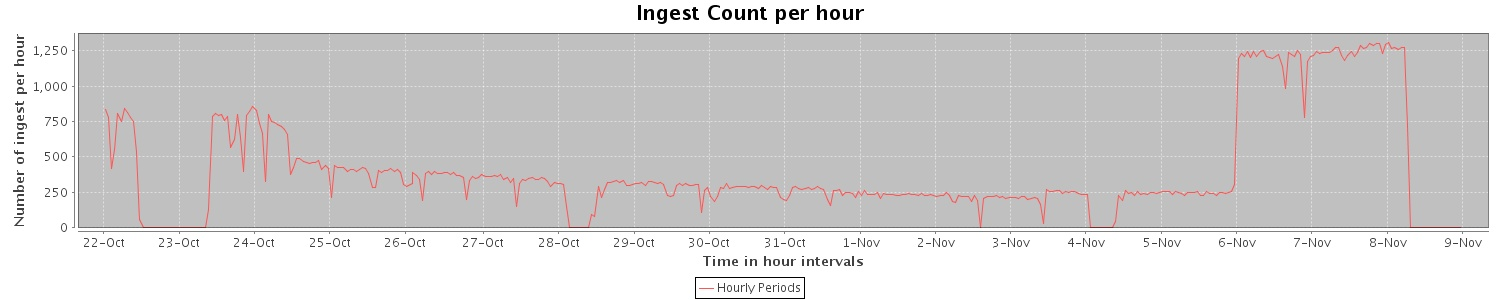 Ingest Count per hour
Number of ingest per hour
1,250
1,000
750
500
250
0
22-Oct 23-Oct 24-Oct 25-Oct 26-Oct 27-Oct 28-Oct 29-Oct 30-Oct 31-Oct 1-Nov 2-Nov 3-Nov 4-Nov 5-Nov 6-Nov 7-Nov 8-Nov 9-Nov
Time in hour intervals
Hourly Periods